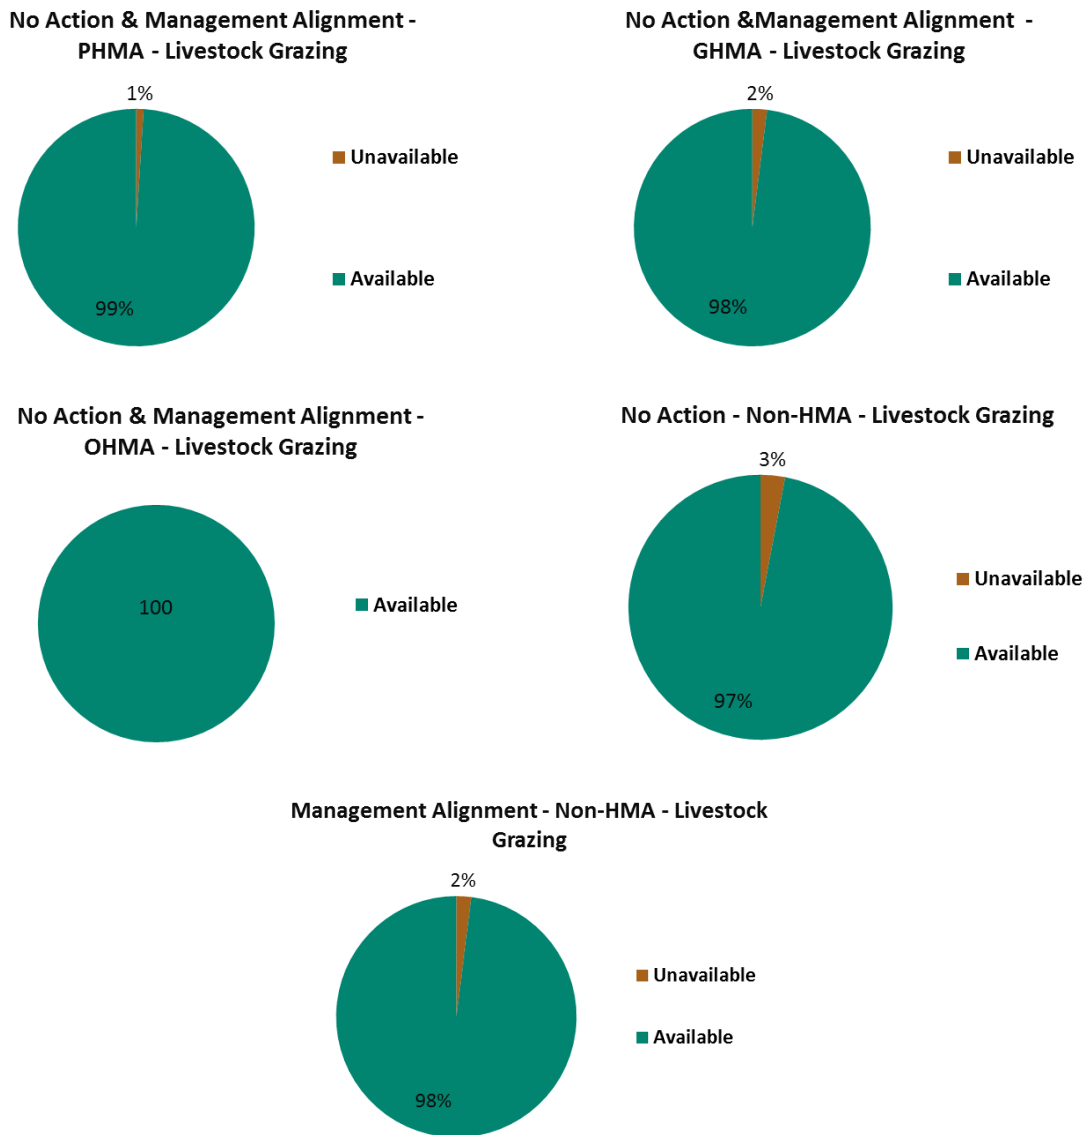 No Action & Management Alignment -
PHMA - Livestock Grazing
1%
Unavailable
Available
99%
No Action &Management Alignment -
GHMA - Livestock Grazing
2%
Unavailable
Available
98%
No Action & Management Alignment -
OHMA - Livestock Grazing
100
Available
No Action - Non-HMA - Livestock Grazing
3%
Unavailable
Available
97%
Management Alignment - Non-HMA - Livestock
Grazing
2%
Unavailable
Available
98%